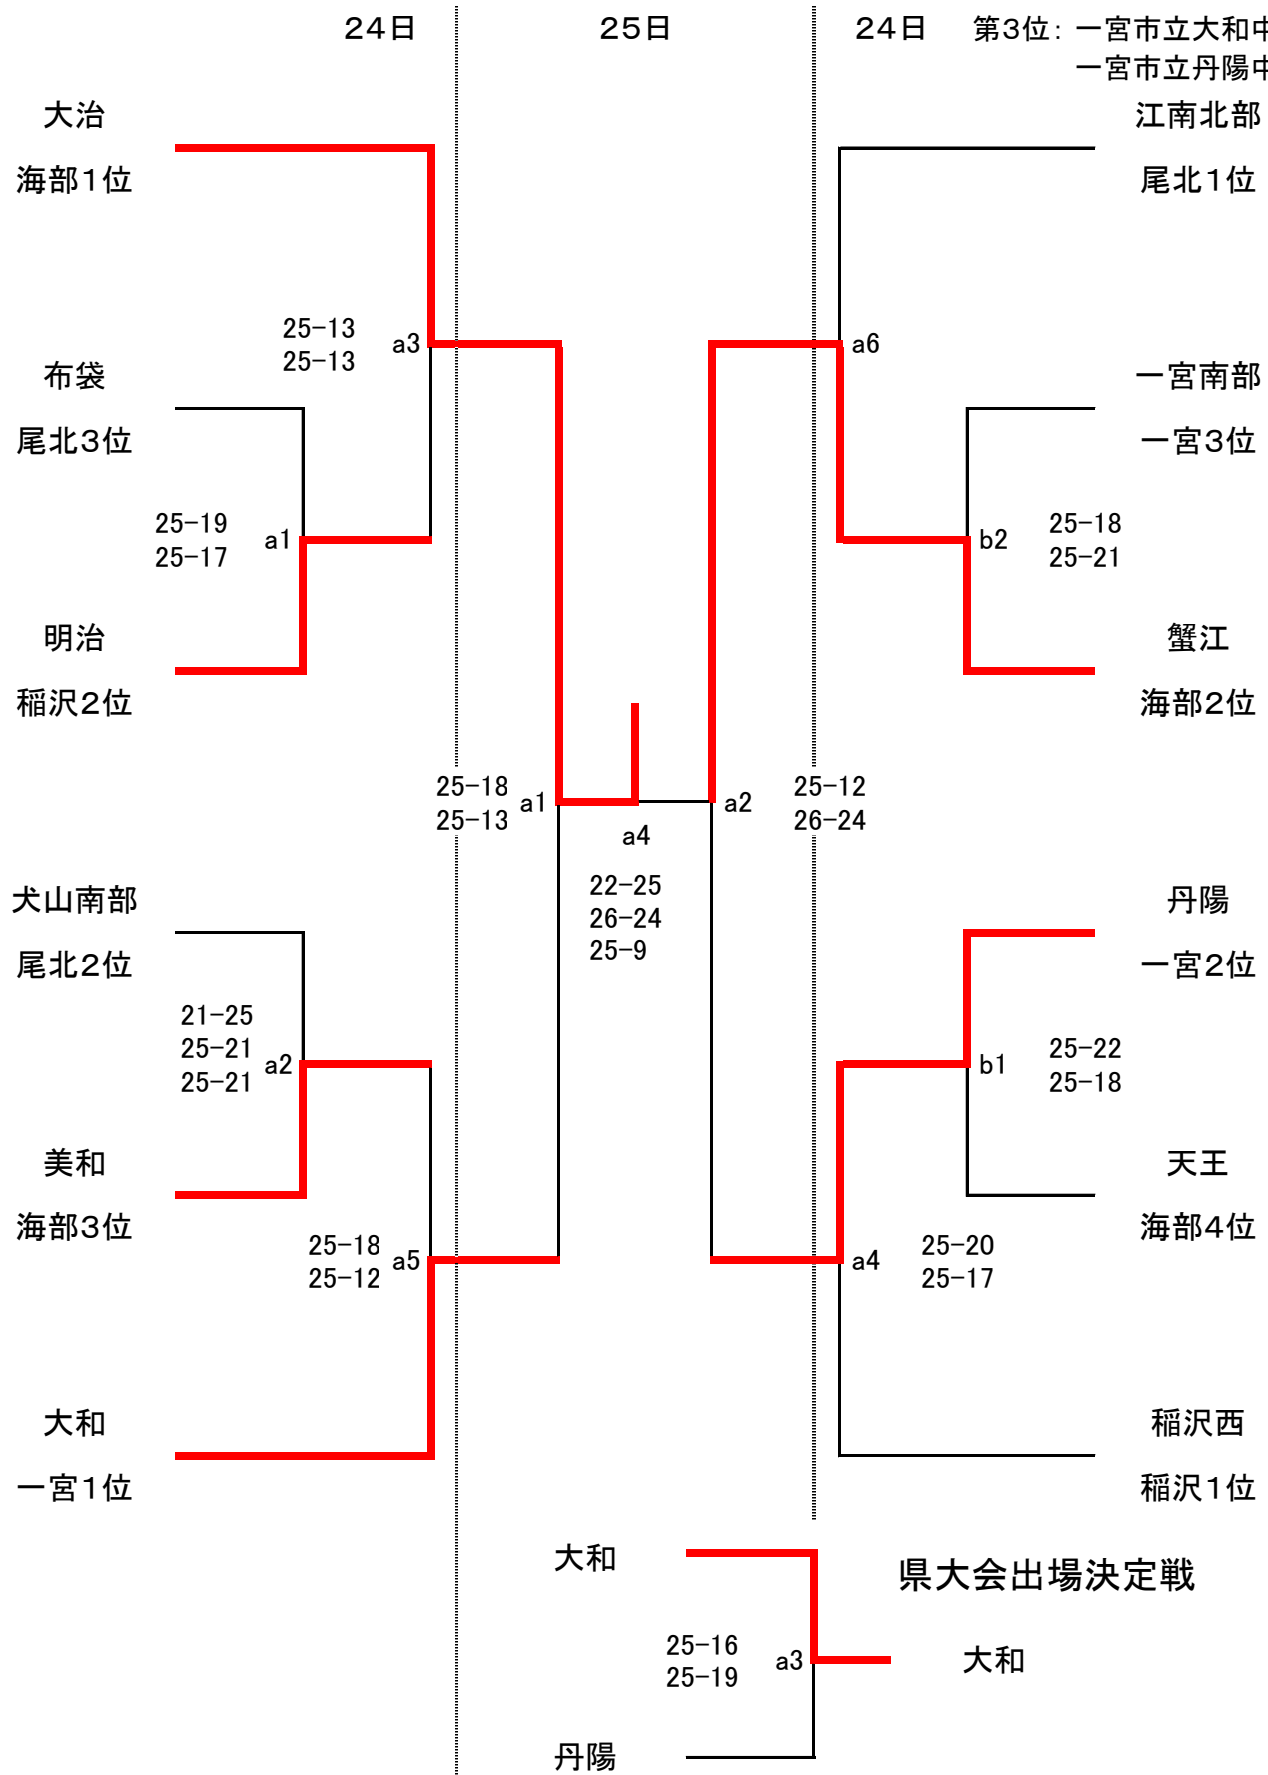 24日 25日 24日 第3位：一宮市立大和中
一宮市立丹陽中
大治 江南北部
海部1位 尾北1位
25-13
25-13
a3 a6
布袋 一宮南部
尾北3位 一宮3位
25-19
25-17
a1 b2
25-18
25-21
明治 蟹江
稲沢2位 海部2位
25-18
25-13
a1 a2
25-12
26-24
a4
22-25
26-24
25-9
犬山南部 丹陽
尾北2位 一宮2位
21-25
25-21
25-21
a2 b1
25-22
25-18
美和 天王
海部3位 海部4位
25-18
25-12
a5 a4
25-20
25-17
大和 稲沢西
一宮1位 稲沢1位
大和 県大会出場決定戦
25-16
25-19
a3 大和
丹陽